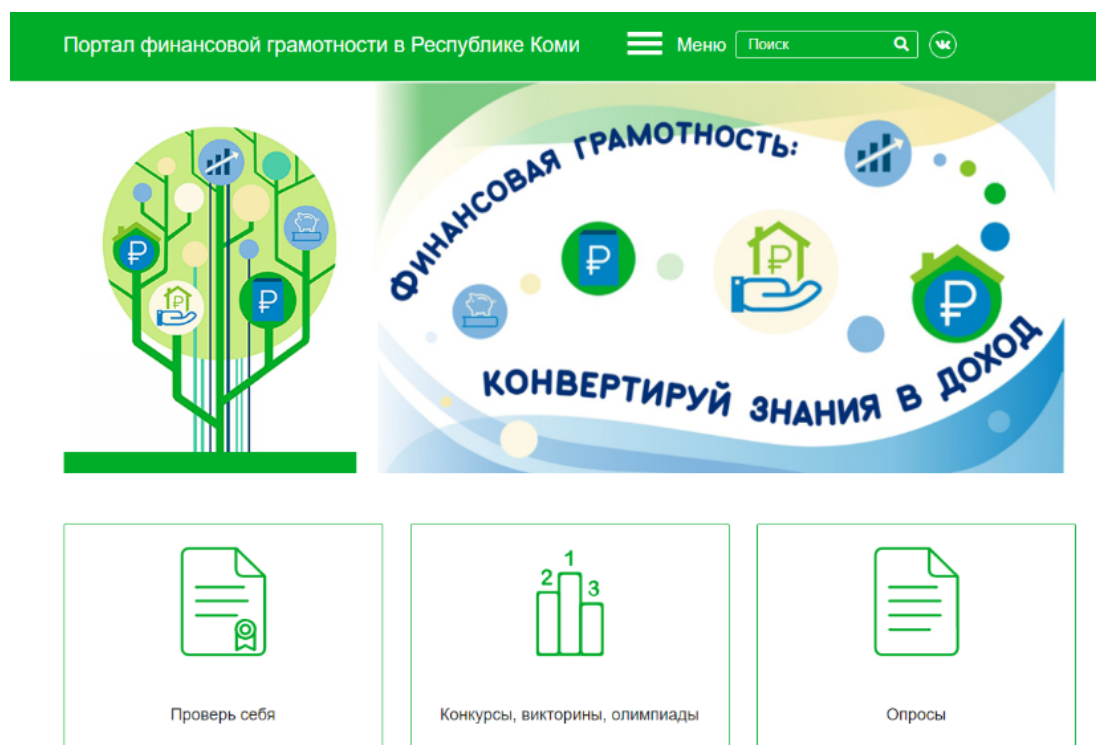 Портал финансовой грамотности в Республике Коми
Меню
Поиск
ФИНАНСОВАЯ ГРАМОТНОСТЬ:
КОНВЕРТИРУЙ ЗНАНИЯ В ДОХОД
1
2
3
Проверь себя
Конкурсы, викторины, олимпиады
Опросы